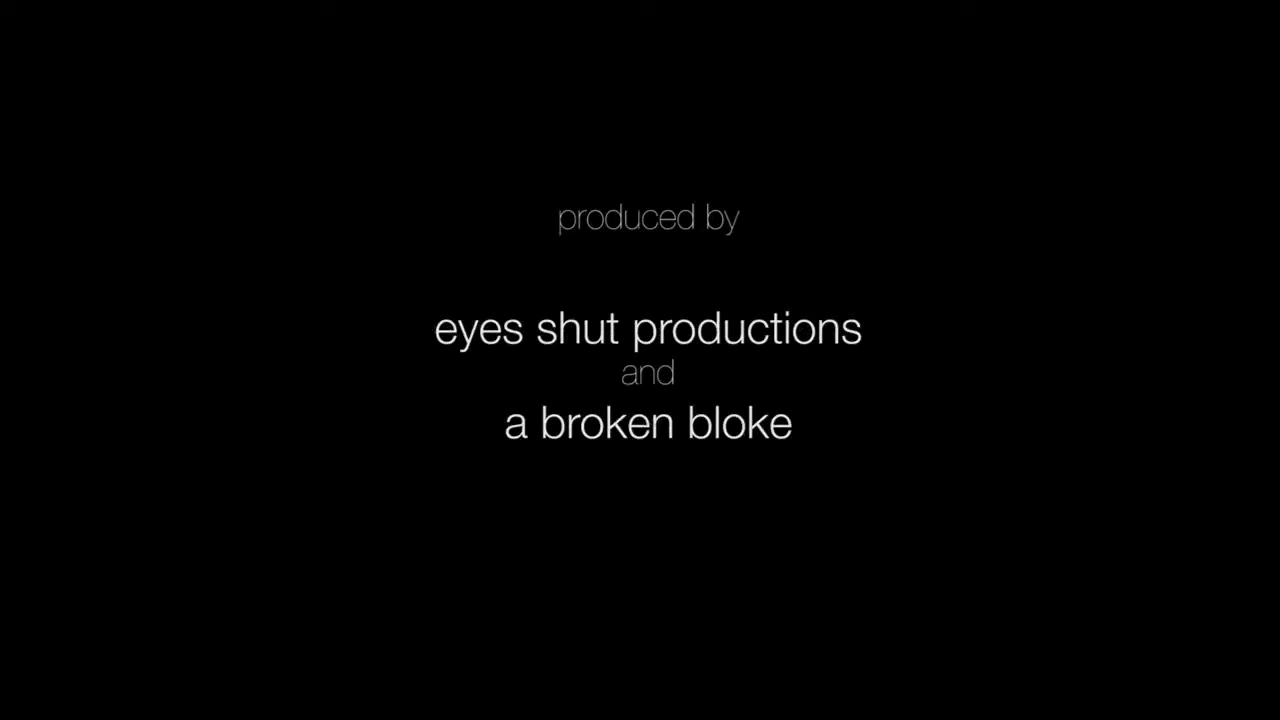 produced by
eyes shut productions
and
a broken bloke